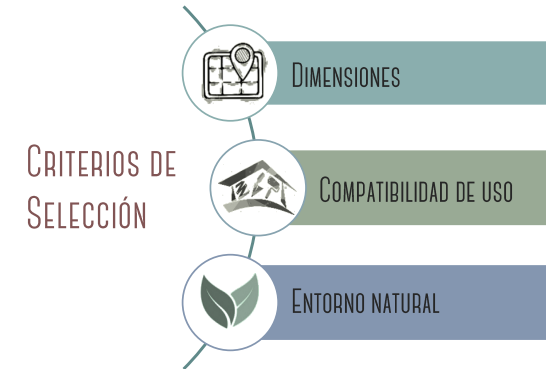 Criterios de
Selección
Dimensiones
Compatibilidad de uso
Entorno natural